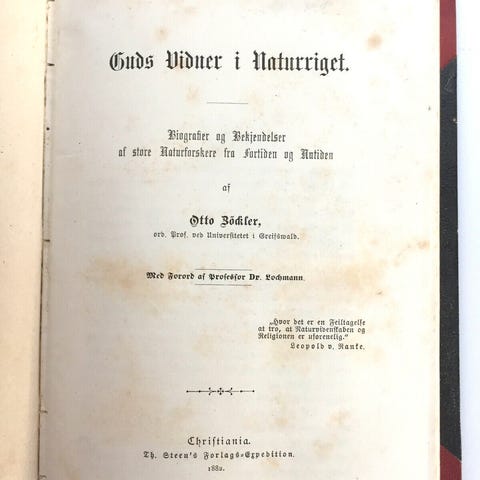 Guds Vidner i Naturriget.
Biografier og Bekjendelser
af store Naturforskere fra Fortiden og Nutiden
af
Otto Zöckler,
ord. Prof. ved Universitetet i Greifswald.
Med Forord af Professor Dr. Lochmann.
„Hvor det er en Feiltagelse
at tro, at Naturvidenskaben og
Religionen er uforenelig.“
Leopold v. Ranke.
Christiania.
Th. Steen's Forlags-Expedition.
1882.